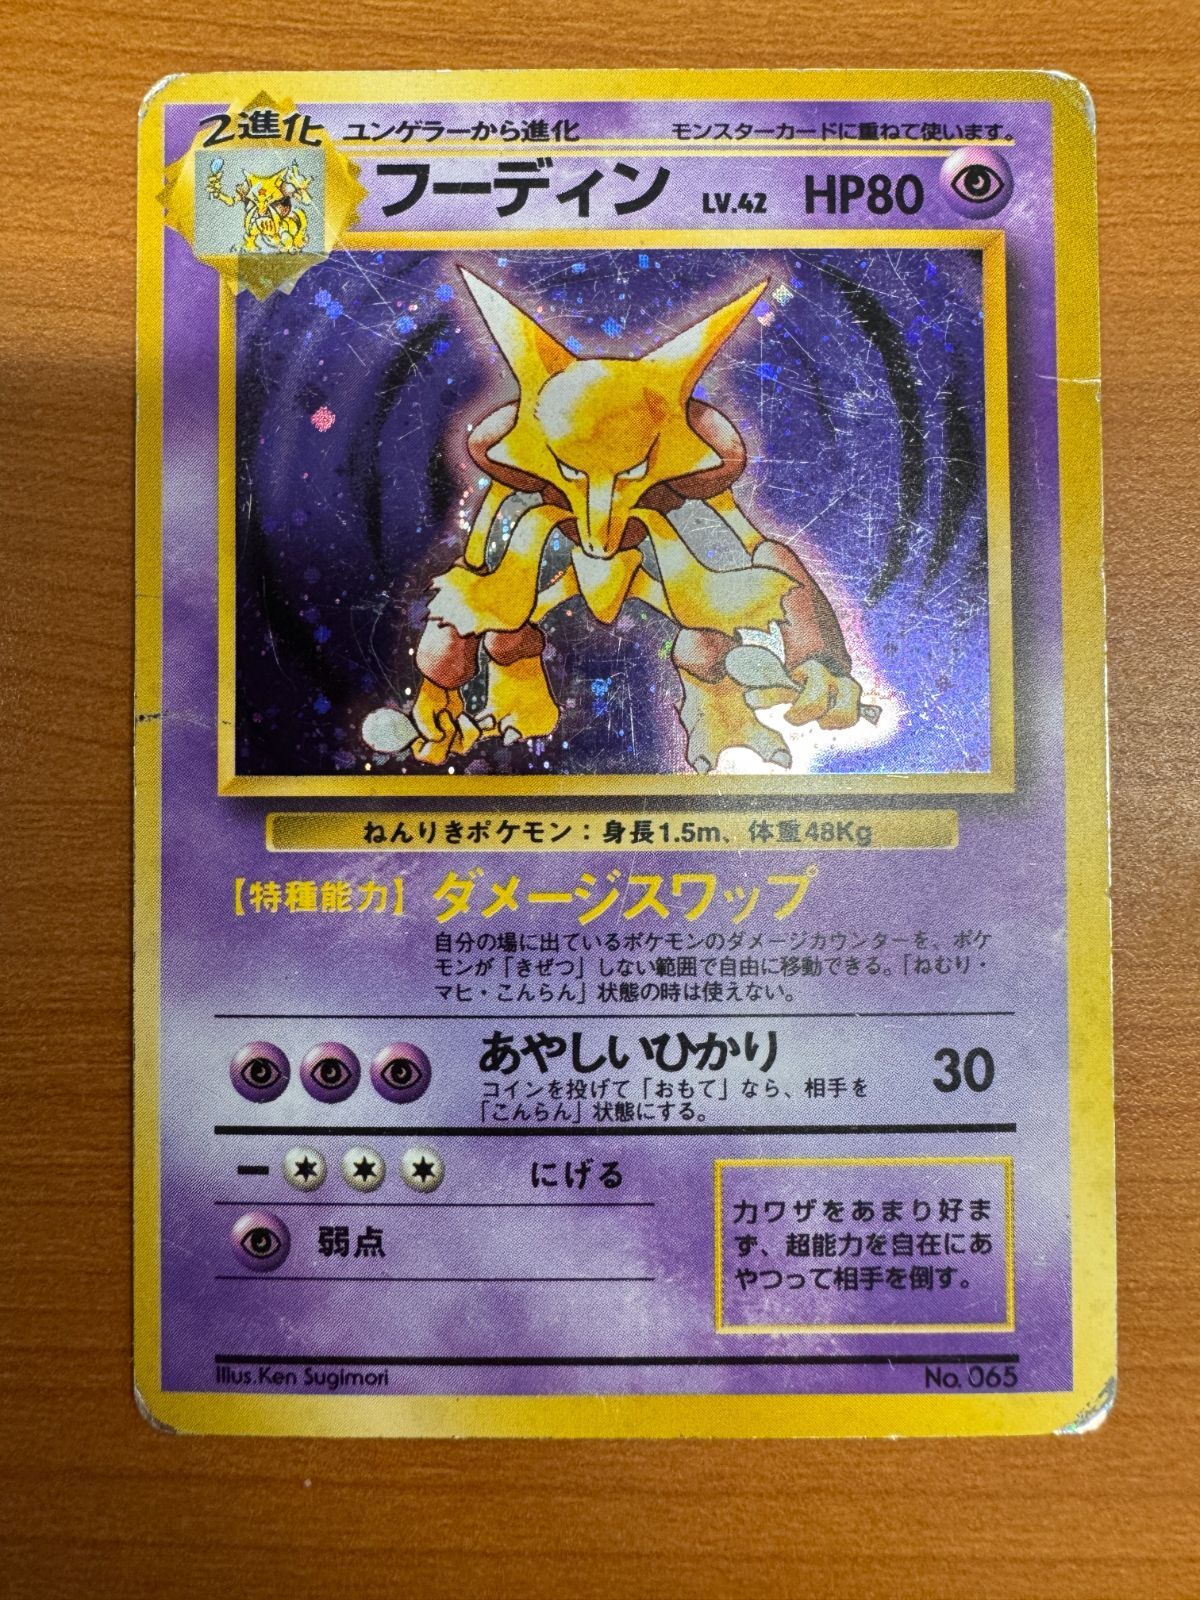 2進化 ユンゲラーから進化 モンスターカードに重ねて使います。
フーディン LV.42 HP80
ねんりきポケモン：身長1.5m、体重48Kg
【特殊能力】ダメージスワップ
自分の場に出ているポケモンのダメージカウンターを、ポケ
モンが「きぜつ」しない範囲で自由に移動できる。「ねむり・
マヒ・こんらん」状態の時は使えない。
あやしいひかり 30
コインを投げて「おもて」なら、相手を
「こんらん」状態にする。
にげる
弱点
力ワザをあまり好ま
ず、超能力を自在にあ
やつって相手を倒す。
Illus.Ken Sugimori
No. 065